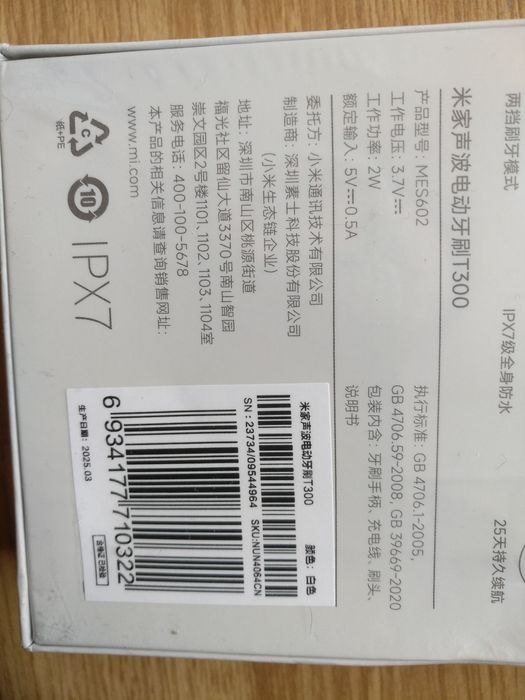 两挡刷牙模式
IPX7级全身防水
25天持久续航
米家声波电动牙刷T300
产品型号: MES602
工作电压: 3.7V⎓
工作功率: 2W
额定输入: 5V⎓0.5A
执行标准: GB 4706.1-2005,
GB 4706.59-2008, GB 39669-2020
包装内含: 牙刷手柄、充电线、刷头、
说明书
委托方: 小米通讯技术有限公司
制造商: 深圳素士科技股份有限公司
(小米生态链企业)
地址: 深圳市南山区桃源街道
福光社区留仙大道3370号南山智园
崇文园区2号楼1101、1102、1103、1104室
服务电话: 400-100-5678
本产品的相关信息请查询销售网址:
www.mi.com
纸+PE
10
IPX7
米家声波电动牙刷T300 颜色: 白色
SN: 23734/09544964 SKU:NUN4064CN
6 934177 710322
生产日期: 2025.03
合格证 已检验